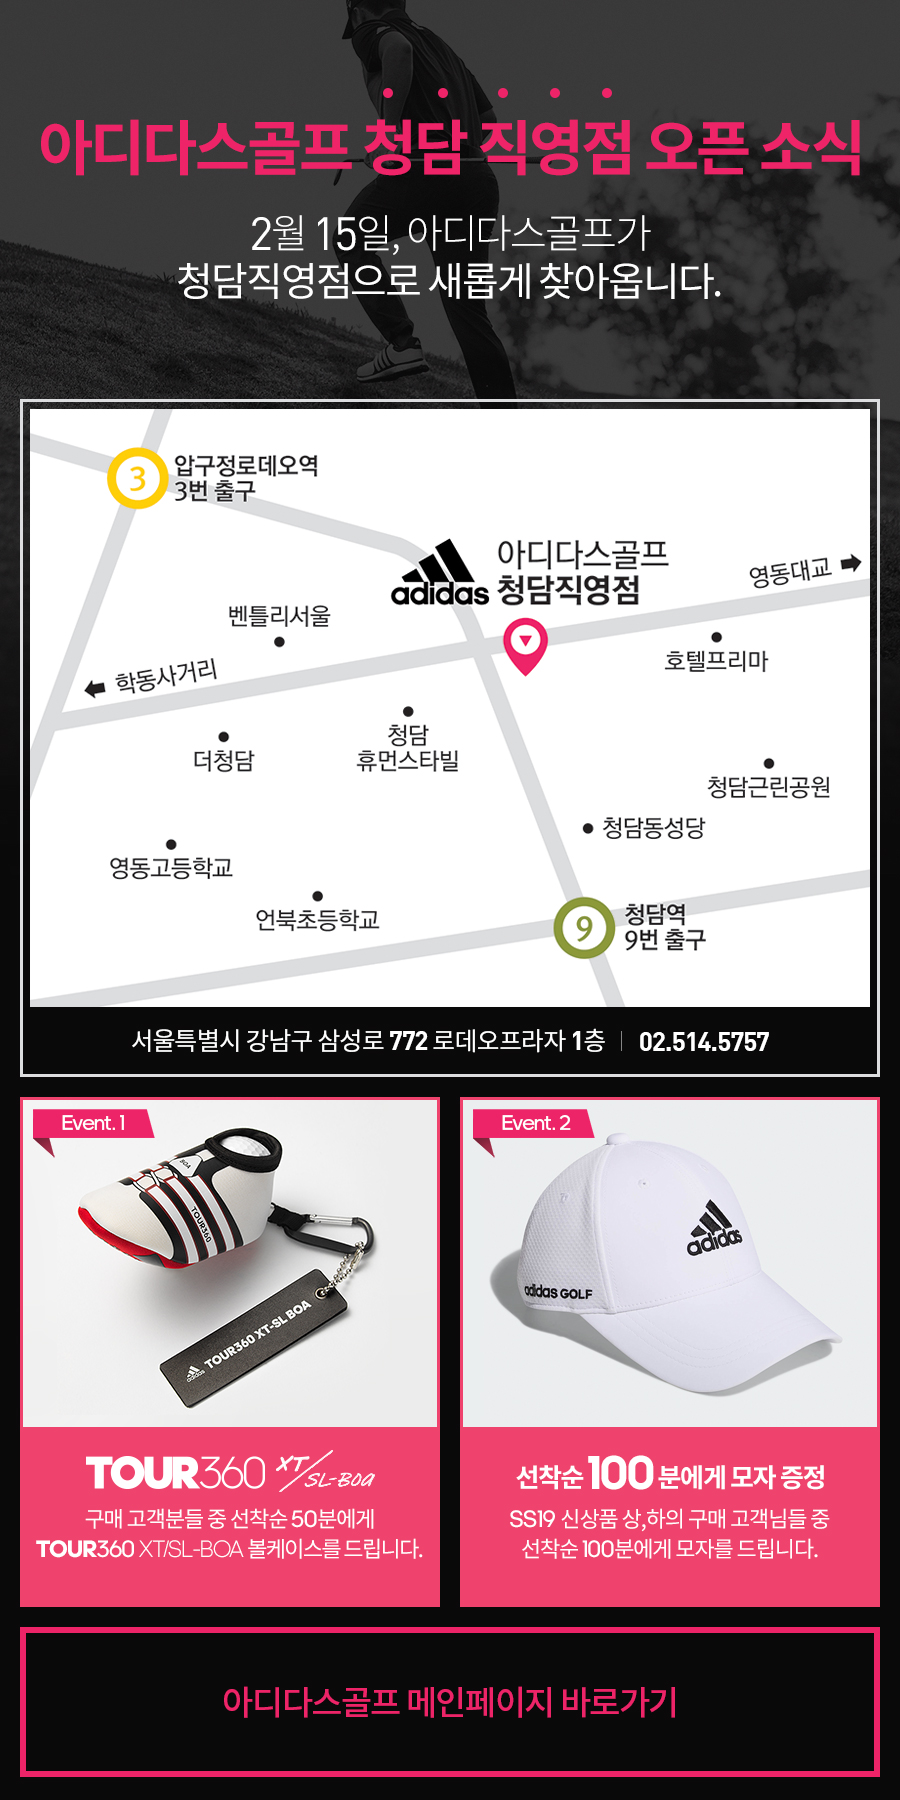 아디다스골프 청담 직영점 오픈 소식
2월 15일, 아디다스골프가
청담직영점으로 새롭게 찾아옵니다.
3
압구정로데오역
3번 출구
adidas
아디다스골프
청담직영점
영동대교
벤틀리서울
호텔프리마
학동사거리
청담
휴먼스타빌
더청담
청담근린공원
청담동성당
영동고등학교
언북초등학교
9
청담역
9번 출구
서울특별시 강남구 삼성로 772 로데오프라자 1층 | 02.514.5757
Event. 1
BOA
TOUR360
adidas TOUR360 XT-SL BOA
TOUR360 XT/SL-BOA
구매 고객분들 중 선착순 50분에게
TOUR360 XT/SL-BOA 볼케이스를 드립니다.
Event. 2
adidas
adidas GOLF
선착순 100분에게 모자 증정
SS19 신상품 상,하의 구매 고객님들 중
선착순 100분에게 모자를 드립니다.
아디다스골프 메인페이지 바로가기